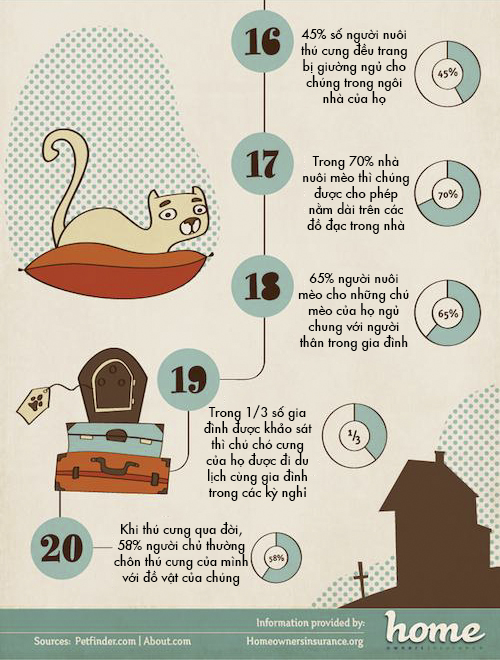 16
45% số người nuôi
thú cưng đều trang
bị giường ngủ cho
chúng trong ngôi
nhà của họ
45%
17
Trong 70% nhà
nuôi mèo thì chúng
được cho phép
nằm dài trên các
đồ đạc trong nhà
70%
18
65% người nuôi
mèo cho những chú
mèo của họ ngủ
chung với người
thân trong gia đình
65%
19
Trong 1/3 số gia
đình được khảo sát
thì chú chó cưng
của họ được đi du
lịch cùng gia đình
trong các kỳ nghỉ
1/3
20
Khi thú cưng qua đời,
58% người chủ thường
chôn thú cưng của mình
với đồ vật của chúng
58%
Sources: Petfinder.com | About.com
Information provided by:
Homeownersinsurance.org
home